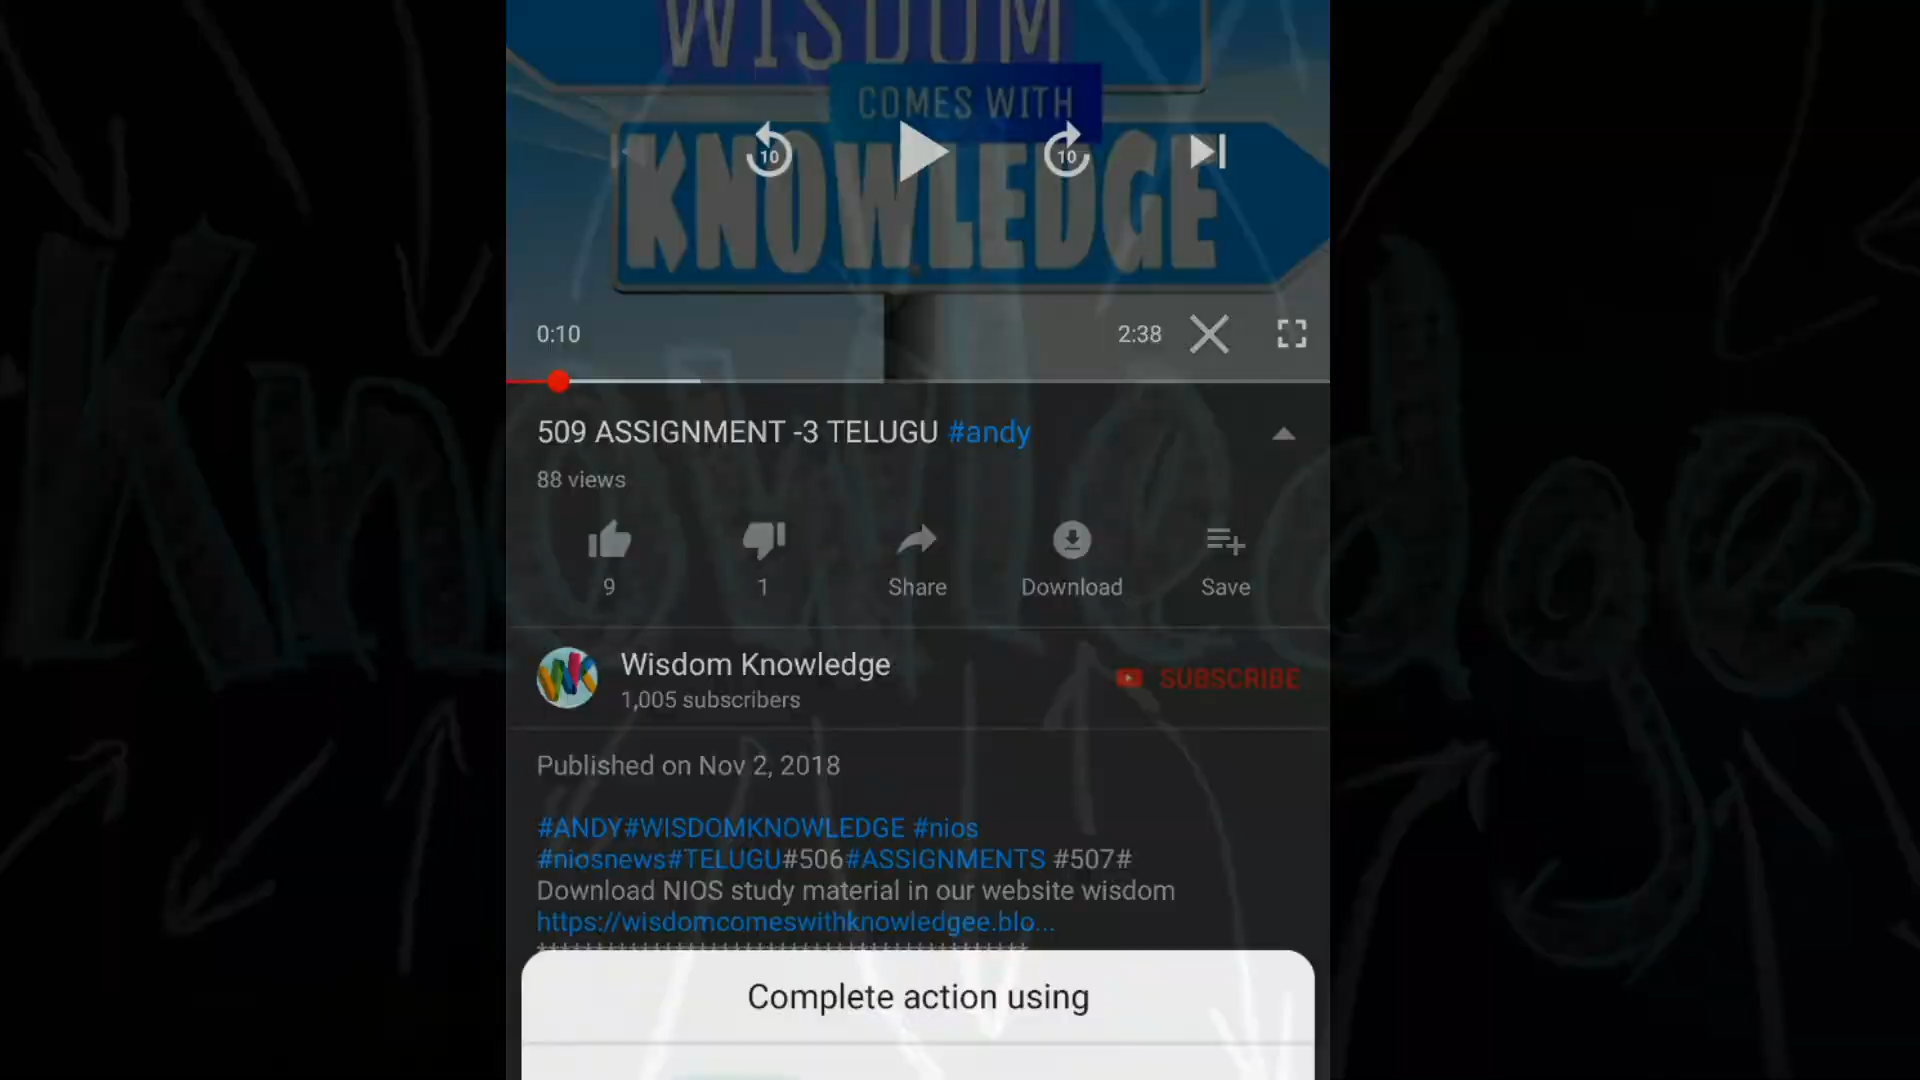 WISDOM
COMES WITH
KNOWLEDGE
10
10
0:10
2:38
509 ASSIGNMENT -3 TELUGU #andy
88 views
9
1
Share
Download
Save
Wisdom Knowledge
1,005 subscribers
SUBSCRIBE
Published on Nov 2, 2018
#ANDY#WISDOMKNOWLEDGE #nios
#niosnews#TELUGU#506#ASSIGNMENTS #507#
Download NIOS study material in our website wisdom
https://wisdomcomeswithknowledgee.blo...
Complete action using
Knowledge